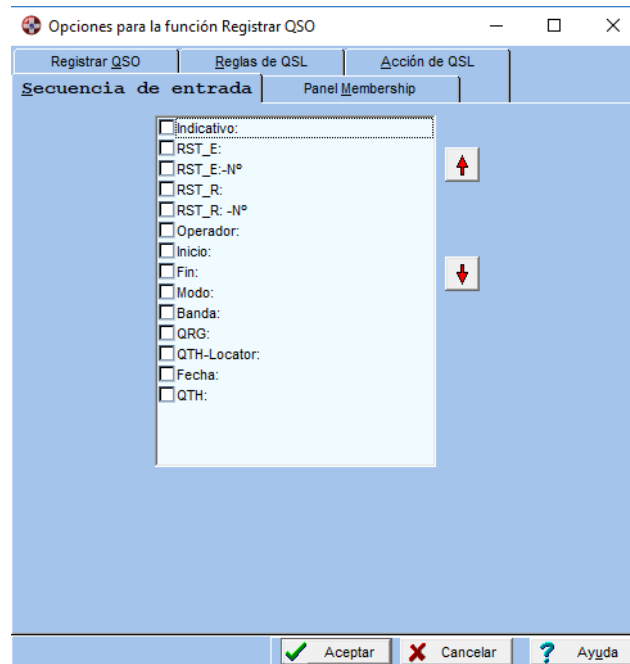 Opciones para la función Registrar QSO
Registrar QSO Reglas de QSL Acción de QSL
Secuencia de entrada Panel Membership
Indicativo:
RST_E:
RST_E:-Nº
RST_R:
RST_R: -Nº
Operador:
Inicio:
Fin:
Modo:
Banda:
QRG:
QTH-Locator:
Fecha:
QTH:
Aceptar Cancelar ? Ayuda